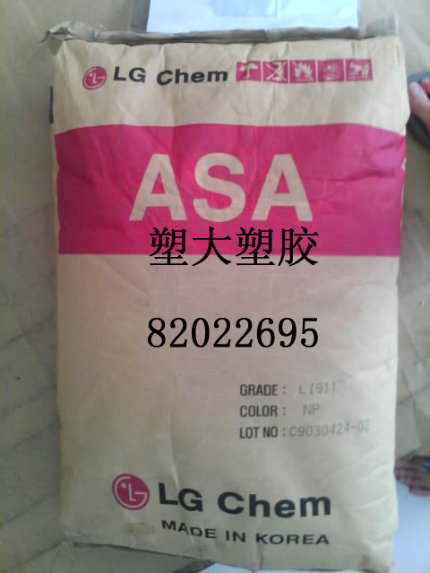 LG Chem
ASA
塑大塑胶
82022695
GRADE : LI911
COLOR : NP
LOT NO : C9030424-02
LG Chem
MADE IN KOREA